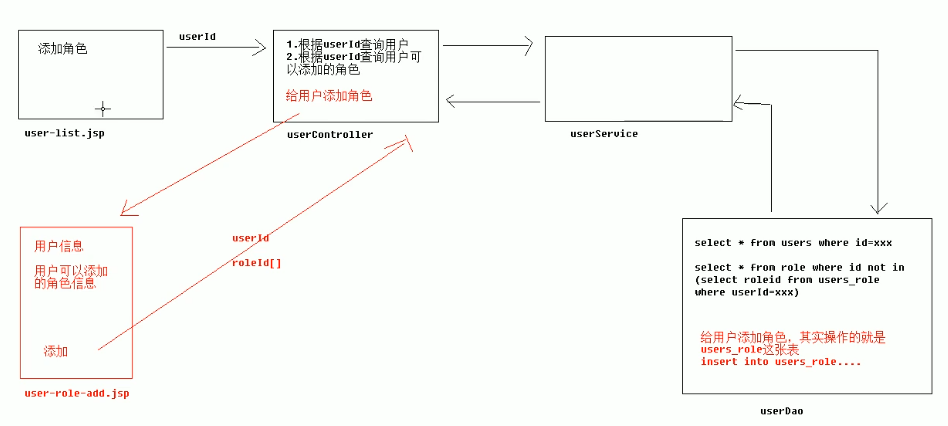 添加角色
user-list.jsp
userId
1.根据userId查询用户
2.根据userId查询用户可
以添加的角色
给用户添加角色
userController
userService
用户信息
用户可以添加
的角色信息
添加
user-role-add.jsp
userId
roleId[]
select * from users where id=xxx
select * from role where id not in
(select roleid from users_role
where userId=xxx)
给用户添加角色，其实操作的就是
users_role这张表
insert into users_role....
userDao